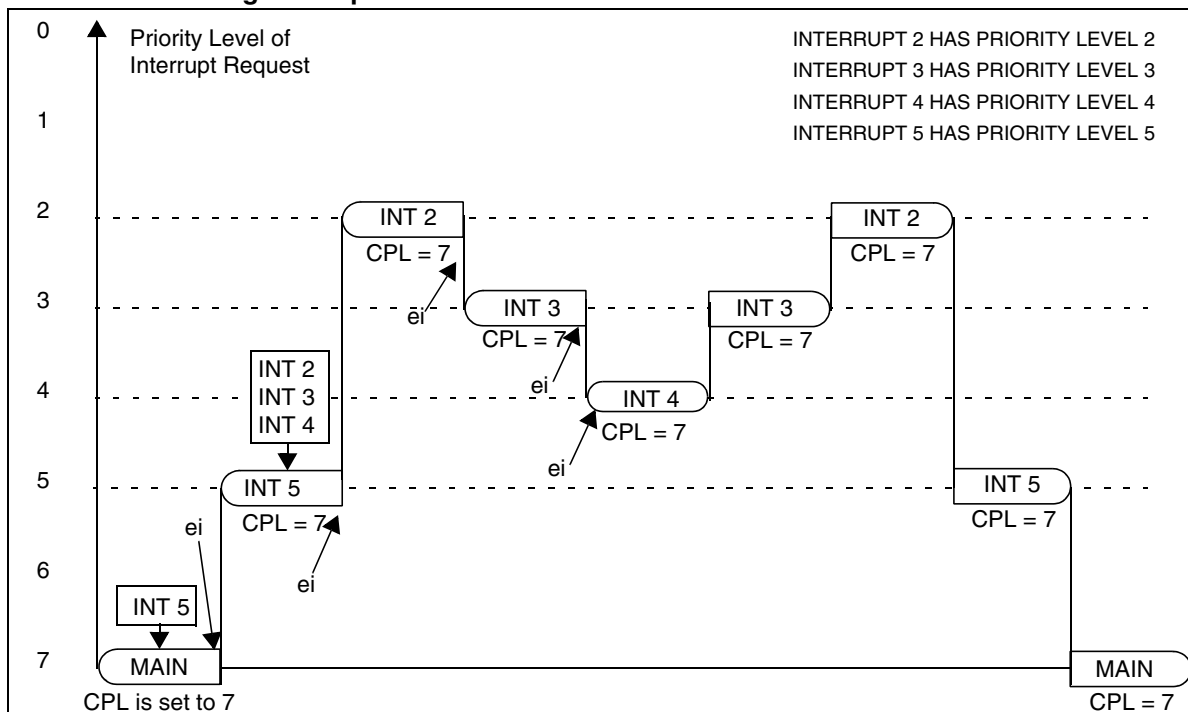 0
Priority Level of
Interrupt Request
INTERRUPT 2 HAS PRIORITY LEVEL 2
INTERRUPT 3 HAS PRIORITY LEVEL 3
INTERRUPT 4 HAS PRIORITY LEVEL 4
INTERRUPT 5 HAS PRIORITY LEVEL 5
1
2
INT 2
CPL = 7
INT 2
CPL = 7
3
ei
INT 3
CPL = 7
INT 3
CPL = 7
INT 2
INT 3
INT 4
4
ei
INT 4
CPL = 7
ei
5
INT 5
CPL = 7
INT 5
CPL = 7
ei
ei
6
INT 5
7
MAIN
CPL is set to 7
MAIN
CPL = 7